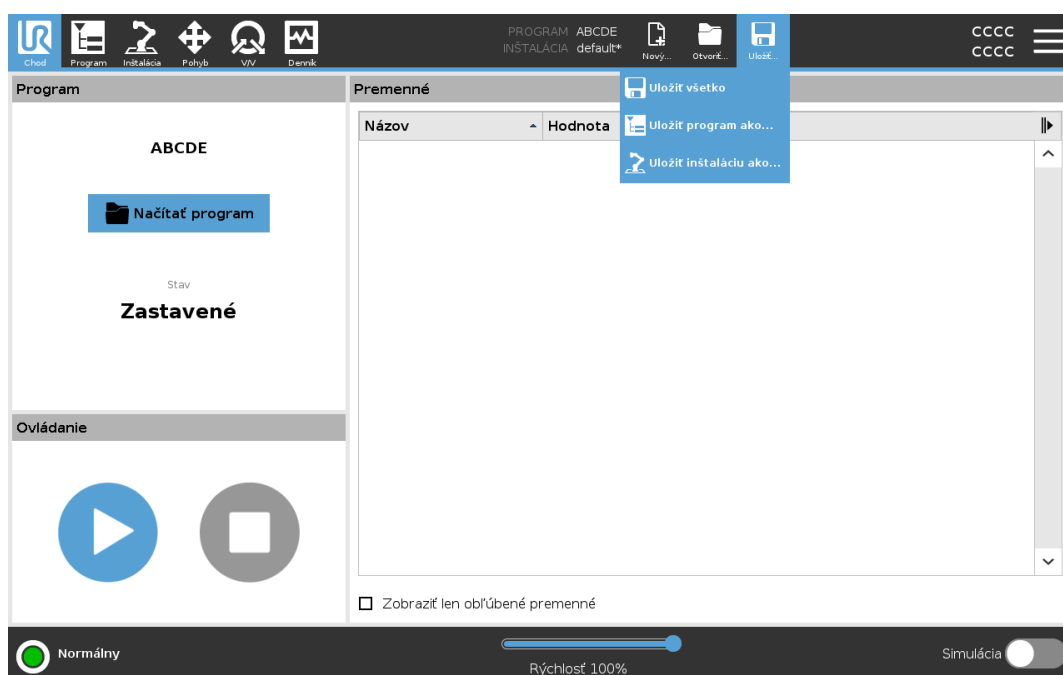 PROGRAM ABCDE
INŠTALÁCIA default*
CCCC
CCCC
Chod
Program
Inštalácia
Pohyb
V/V
Denník
Nový...
Otvoriť...
Uložiť...
Uložiť všetko
Uložiť program ako...
Uložiť inštaláciu ako...
Program
Premenné
Názov
Hodnota
ABCDE
Načítať program
Stav
Zastavené
Ovládanie
Zobraziť len obľúbené premenné
Normálny
Rýchlosť 100%
Simulácia